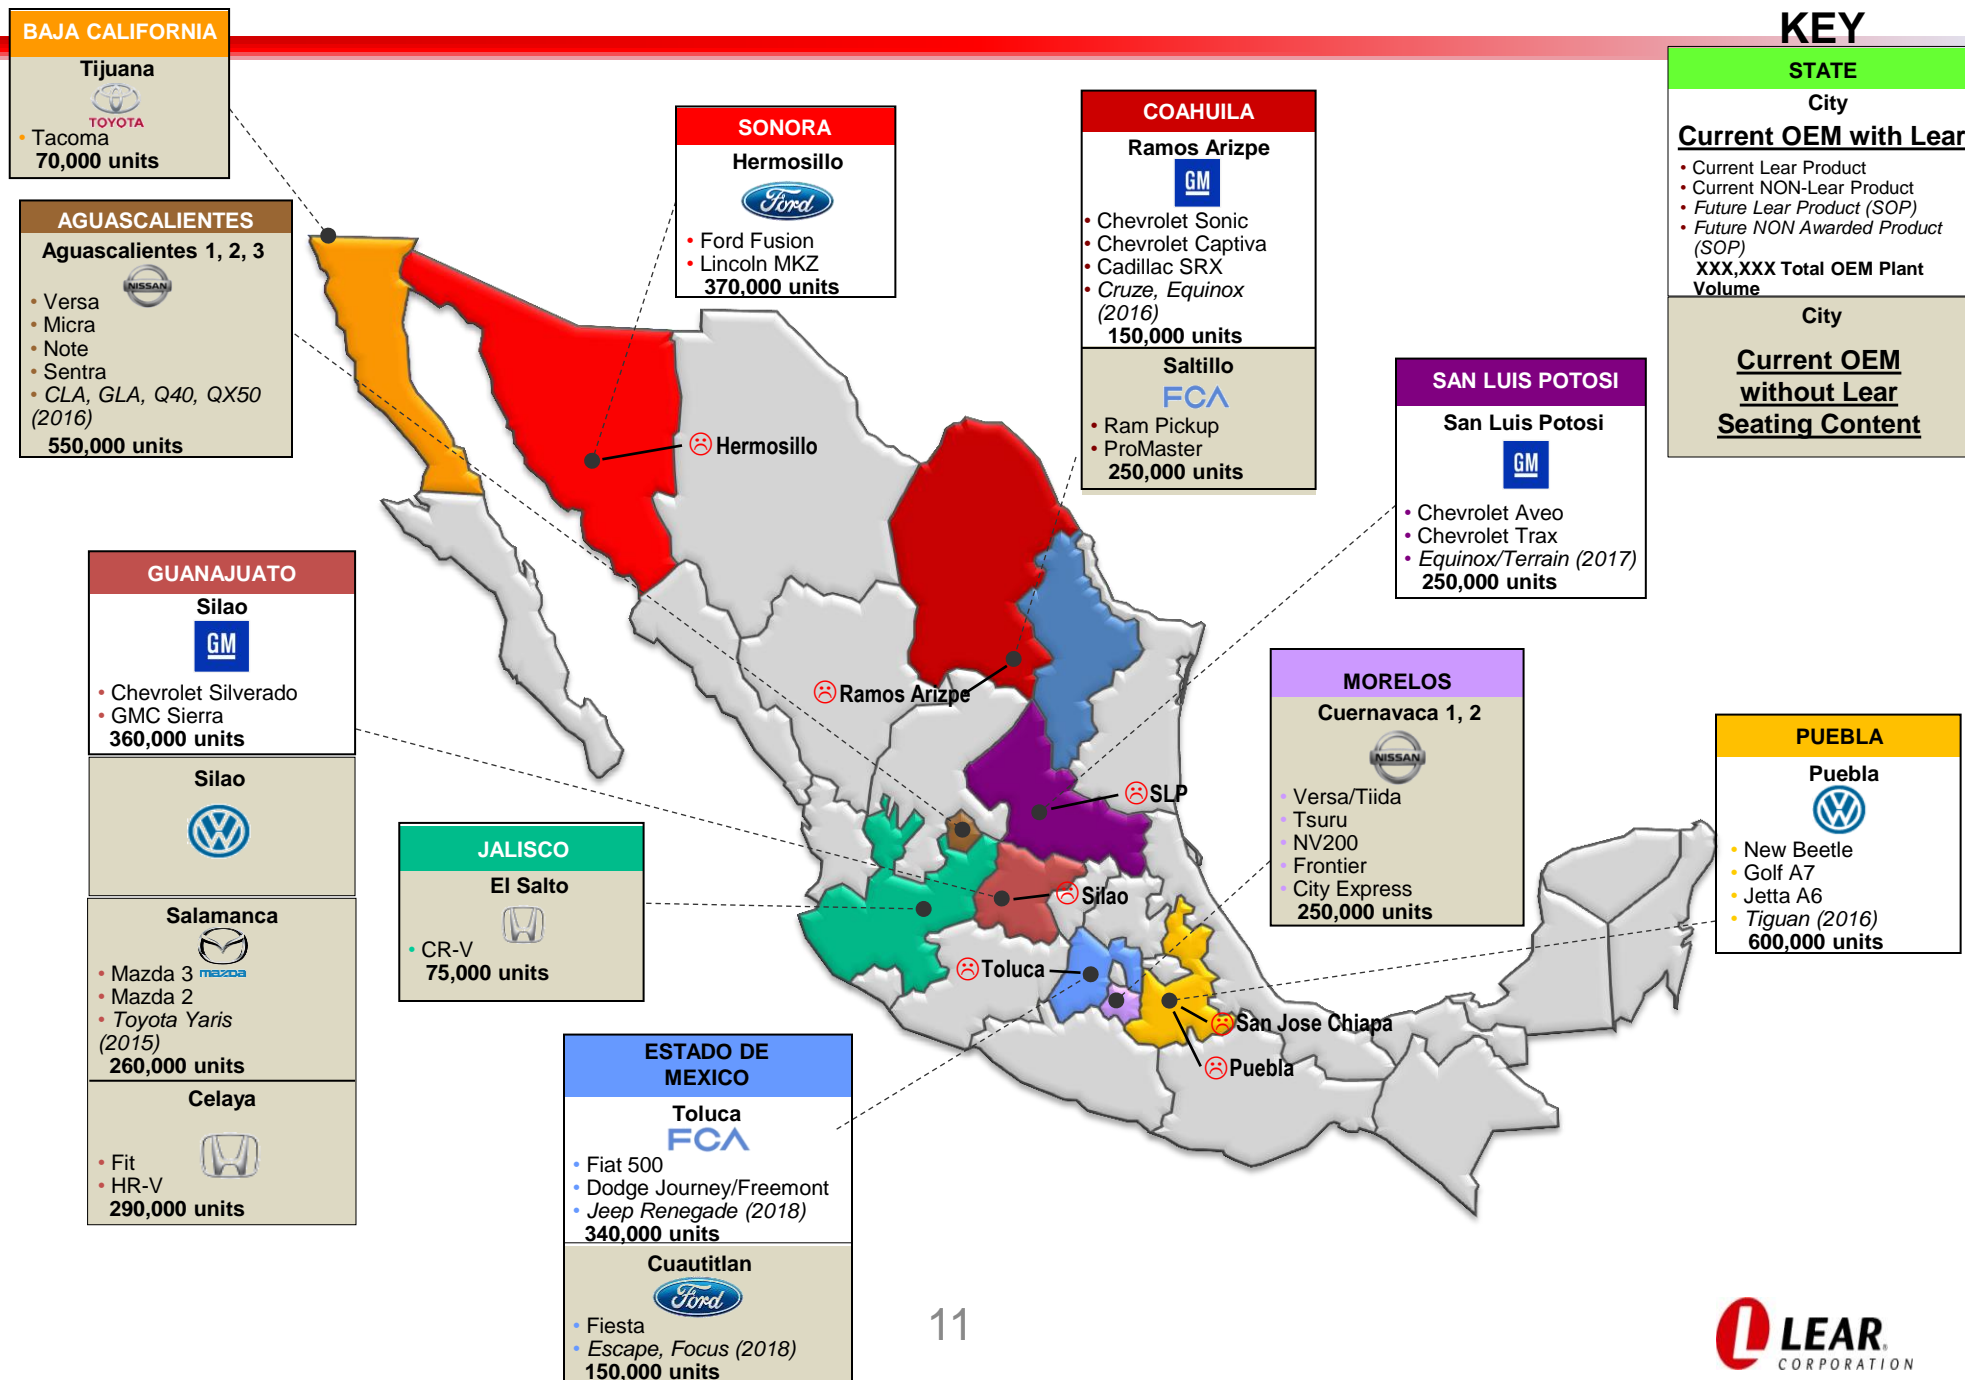 BAJA CALIFORNIA
Tijuana
TOYOTA
• Tacoma
70,000 units
AGUASCALIENTES
Aguascalientes 1, 2, 3
NISSAN
• Versa
• Micra
• Note
• Sentra
• CLA, GLA, Q40, QX50
(2016)
550,000 units
SONORA
Hermosillo
Ford
• Ford Fusion
• Lincoln MKZ
370,000 units
COAHUILA
Ramos Arizpe
GM
• Chevrolet Sonic
• Chevrolet Captiva
• Cadillac SRX
• Cruze, Equinox
(2016)
150,000 units
Saltillo
FCA
• Ram Pickup
• ProMaster
250,000 units
KEY
STATE
City
Current OEM with Lear
• Current Lear Product
• Current NON-Lear Product
• Future Lear Product (SOP)
• Future NON Awarded Product
(SOP)
XXX,XXX Total OEM Plant
Volume
City
Current OEM
without Lear
Seating Content
SAN LUIS POTOSI
San Luis Potosi
GM
• Chevrolet Aveo
• Chevrolet Trax
• Equinox/Terrain (2017)
250,000 units
GUANAJUATO
Silao
GM
• Chevrolet Silverado
• GMC Sierra
360,000 units
Silao
Salamanca
• Mazda 3
mazda
• Mazda 2
• Toyota Yaris
(2015)
260,000 units
Celaya
• Fit
• HR-V
290,000 units
JALISCO
El Salto
• CR-V
75,000 units
MORELOS
Cuernavaca 1, 2
NISSAN
• Versa/Tiida
• Tsuru
• NV200
• Frontier
• City Express
250,000 units
PUEBLA
Puebla
• New Beetle
• Golf A7
• Jetta A6
• Tiguan (2016)
600,000 units
ESTADO DE
MEXICO
Toluca
FCA
• Fiat 500
• Dodge Journey/Freemont
• Jeep Renegade (2018)
340,000 units
Cuautitlan
Ford
• Fiesta
• Escape, Focus (2018)
150,000 units
Hermosillo
Ramos Arizpe
SLP
Silao
Toluca
San Jose Chiapa
Puebla
11
LEAR
CORPORATION